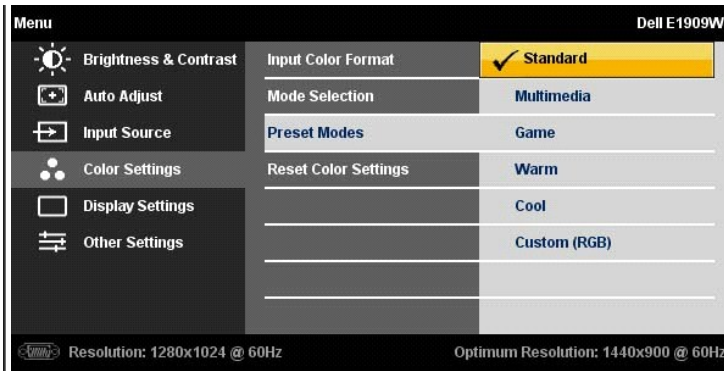 Menu
Dell E1909W
Brightness & Contrast
Auto Adjust
Input Source
Color Settings
Display Settings
Other Settings
Input Color Format
Mode Selection
Preset Modes
Reset Color Settings
Standard
Multimedia
Game
Warm
Cool
Custom (RGB)
Resolution: 1280x1024 @ 60Hz
Optimum Resolution: 1440x900 @ 60Hz